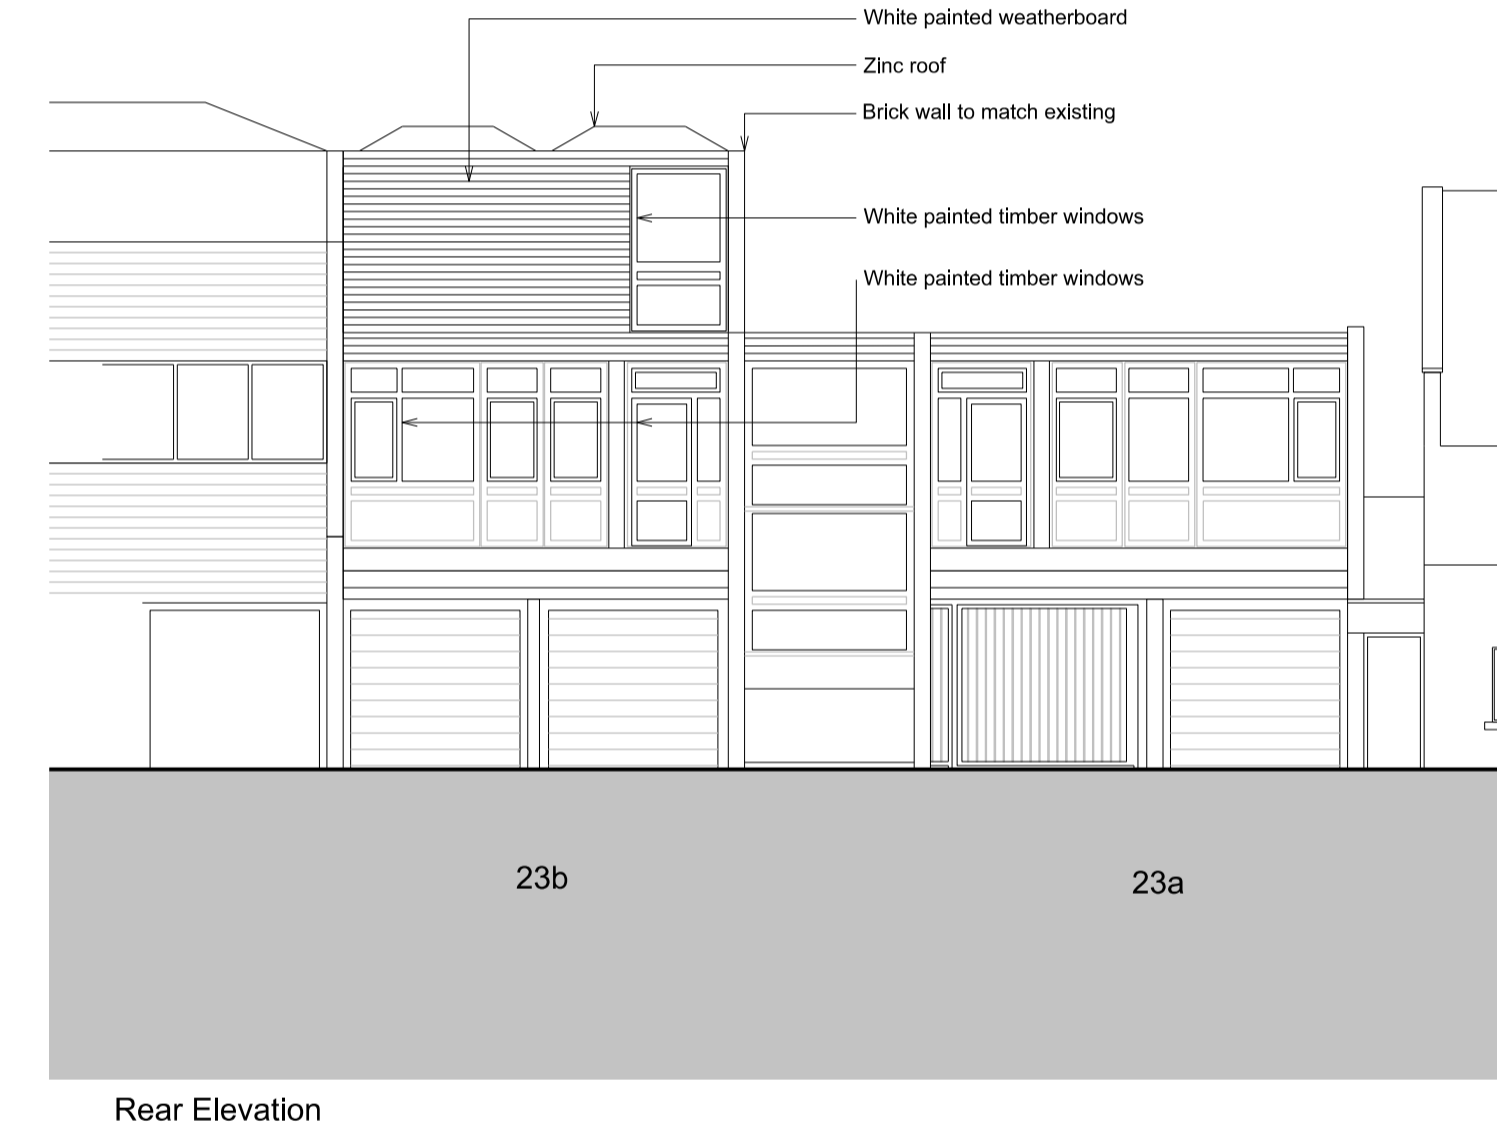 White painted weatherboard
Zinc roof
Brick wall to match existing
White painted timber windows
White painted timber windows
23b
23a
Rear Elevation